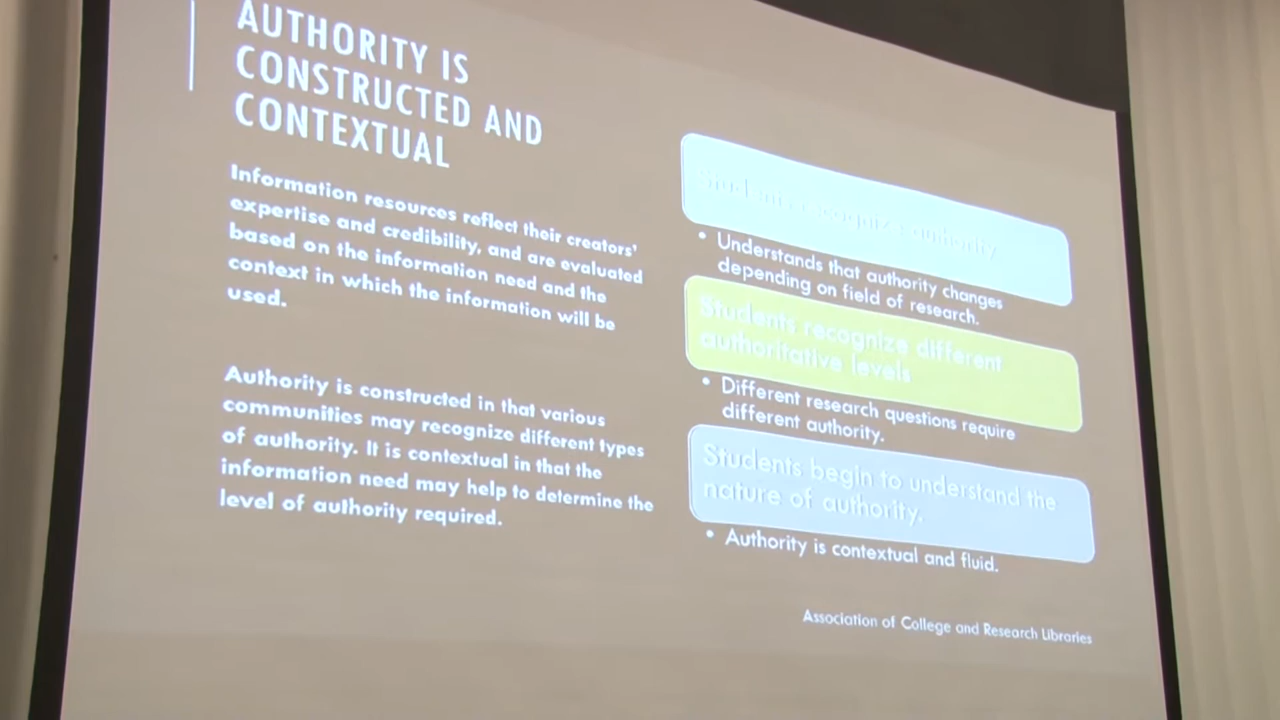 AUTHORITY IS
CONSTRUCTED AND
CONTEXTUAL
Information resources reflect their creators'
expertise and credibility, and are evaluated
based on the information need and the
context in which the information will be
used.
Authority is constructed in that various
communities may recognize different types
of authority. It is contextual in that the
information need may help to determine the
level of authority required.
Students recognize authority
• Understands that authority changes
depending on field of research.
Students recognize different
authoritative levels
• Different research questions require
different authority.
Students begin to understand the
nature of authority.
• Authority is contextual and fluid.
Association of College and Research Libraries